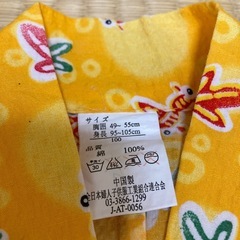 サイズ
胸囲 49~55cm
身長 95~105cm
100
品質
綿 100%
中国製
全日本婦人子供服工業組合連合会
03-3866-1299
J-AT-0056